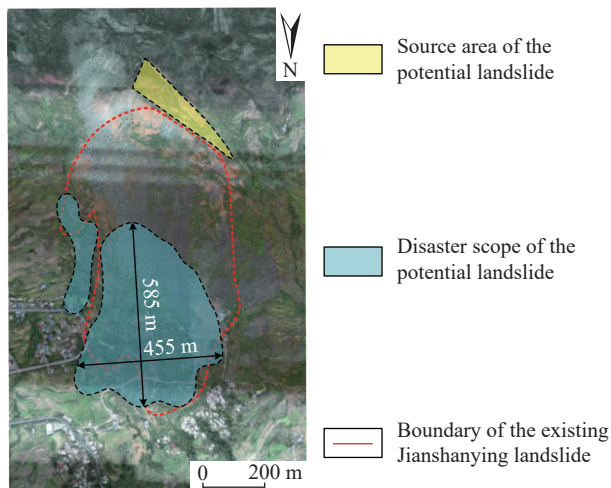 N
Source area of the
potential landslide
Disaster scope of the
potential landslide
585 m
455 m
Boundary of the existing
Jianshanying landslide
0 200 m